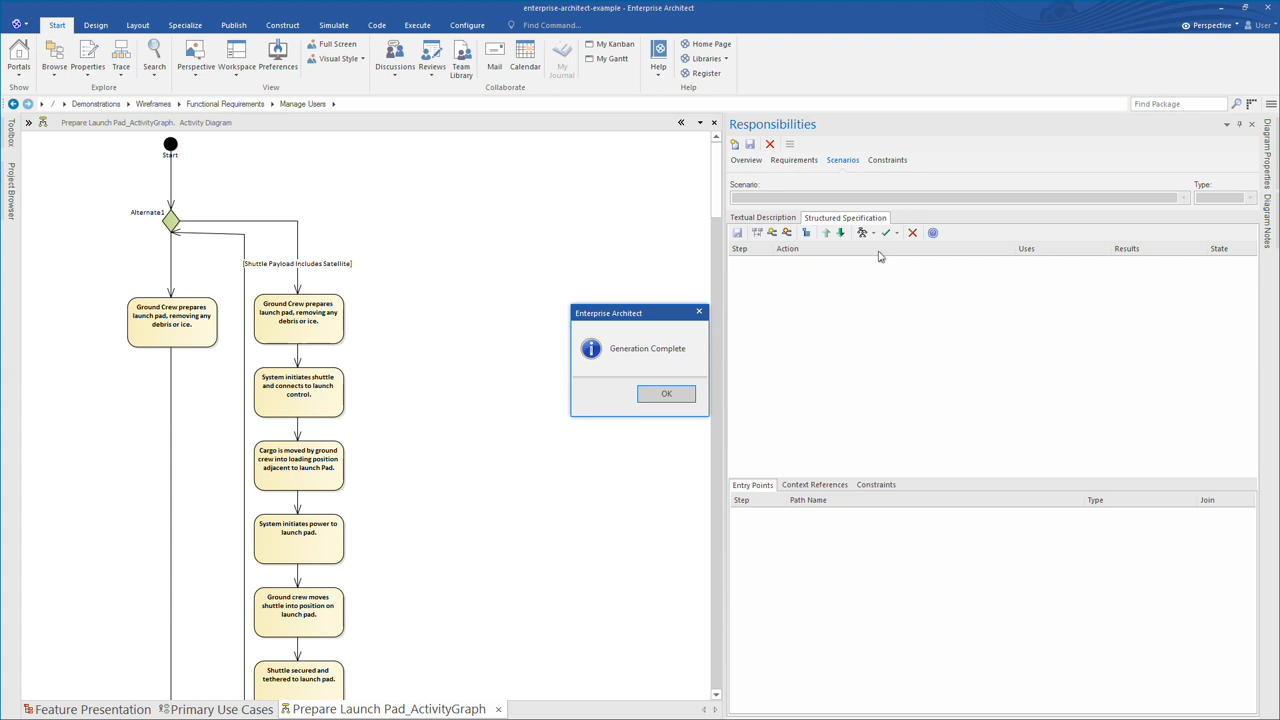 enterprise-architect-example - Enterprise Architect
Start Design Layout Specialize Publish Construct Simulate Code Execute Configure Find Command... Perspective User
Portals Browse Properties Trace Search Perspective Workspace Preferences Full Screen Visual Style Discussions Reviews Team Library Mail Calendar My Journal My Kanban My Gantt Help Home Page Libraries Register
Show Explore View Collaborate Help
/ Demonstrations Wireframes Functional Requirements Manage Users Find Package
Toolbox
Project Browser
Prepare Launch Pad_ActivityGraph. Activity Diagram
Start
Alternate1
[Shuttle Payload Includes Satellite]
Ground Crew prepares
launch pad, removing any
debris or ice.
Ground Crew prepares
launch pad, removing any
debris or ice.
System initiates shuttle
and connects to launch
control.
Cargo is moved by ground
crew into loading position
adjacent to launch Pad.
System initiates power to
launch pad.
Ground crew moves
shuttle into position on
launch pad.
Shuttle secured and
tethered to launch pad.
Enterprise Architect
Generation Complete
OK
Responsibilities
Overview Requirements Scenarios Constraints
Scenario: Type:
Textual Description Structured Specification
Step Action Uses Results State
Entry Points Context References Constraints
Step Path Name Type Join
Diagram Properties
Diagram Notes
Feature Presentation Primary Use Cases Prepare Launch Pad_ActivityGraph